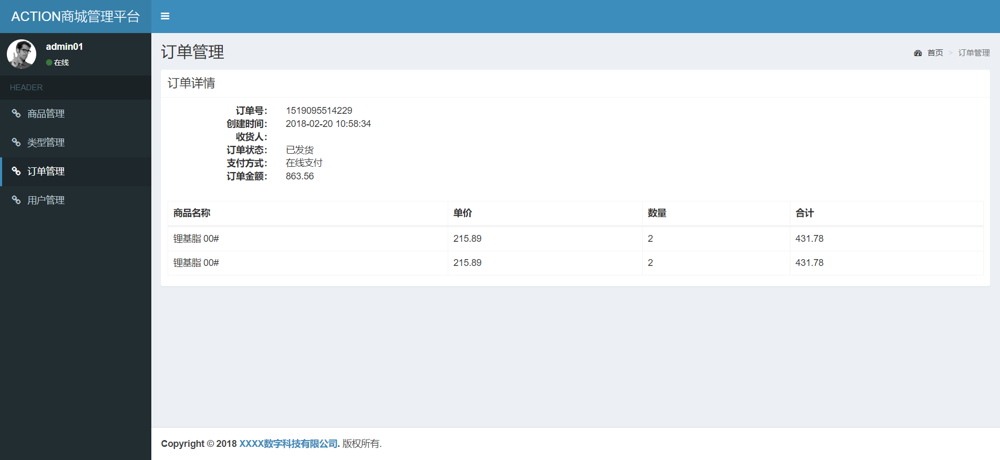 ACTION商城管理平台
admin01
在线
HEADER
商品管理
类型管理
订单管理
用户管理
订单管理
首页 > 订单管理
订单详情
订单号： 1519095514229
创建时间： 2018-02-20 10:58:34
收货人：
订单状态： 已发货
支付方式： 在线支付
订单金额： 863.56
商品名称 单价 数量 合计
锂基脂 00# 215.89 2 431.78
锂基脂 00# 215.89 2 431.78
Copyright © 2018 XXXX数字科技有限公司. 版权所有.